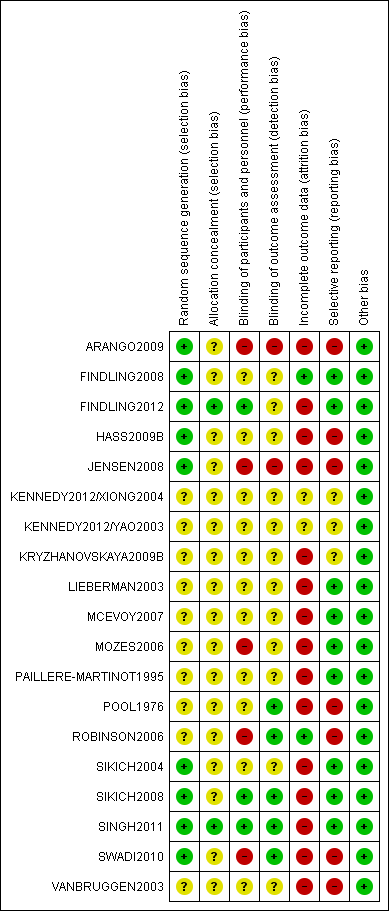 Random sequence generation (selection bias)
Allocation concealment (selection bias)
Blinding of participants and personnel (performance bias)
Blinding of outcome assessment (detection bias)
Incomplete outcome data (attrition bias)
Selective reporting (reporting bias)
Other bias
ARANGO2009 + ? - - - - +
FINDLING2008 + ? ? ? + + +
FINDLING2012 + + + ? - + +
HASS2009B + ? ? ? - - +
JENSEN2008 + ? - - - - +
KENNEDY2012/XIONG2004 ? ? ? ? ? ? +
KENNEDY2012/YAO2003 ? ? ? ? ? ? +
KRYZHANOVSKAYA2009B ? ? ? ? - ? +
LIEBERMAN2003 ? ? ? ? - + +
MCEVOY2007 ? ? ? ? - + +
MOZES2006 ? ? - ? - + +
PAILLERE-MARTINOT1995 ? ? ? ? - + +
POOL1976 ? ? ? + - - +
ROBINSON2006 ? ? - + + - +
SIKICH2004 + ? ? ? - + +
SIKICH2008 + ? + + - + +
SINGH2011 + + + + - + +
SWADI2010 + ? - + - - +
VANBRUGGEN2003 ? ? ? ? - - +